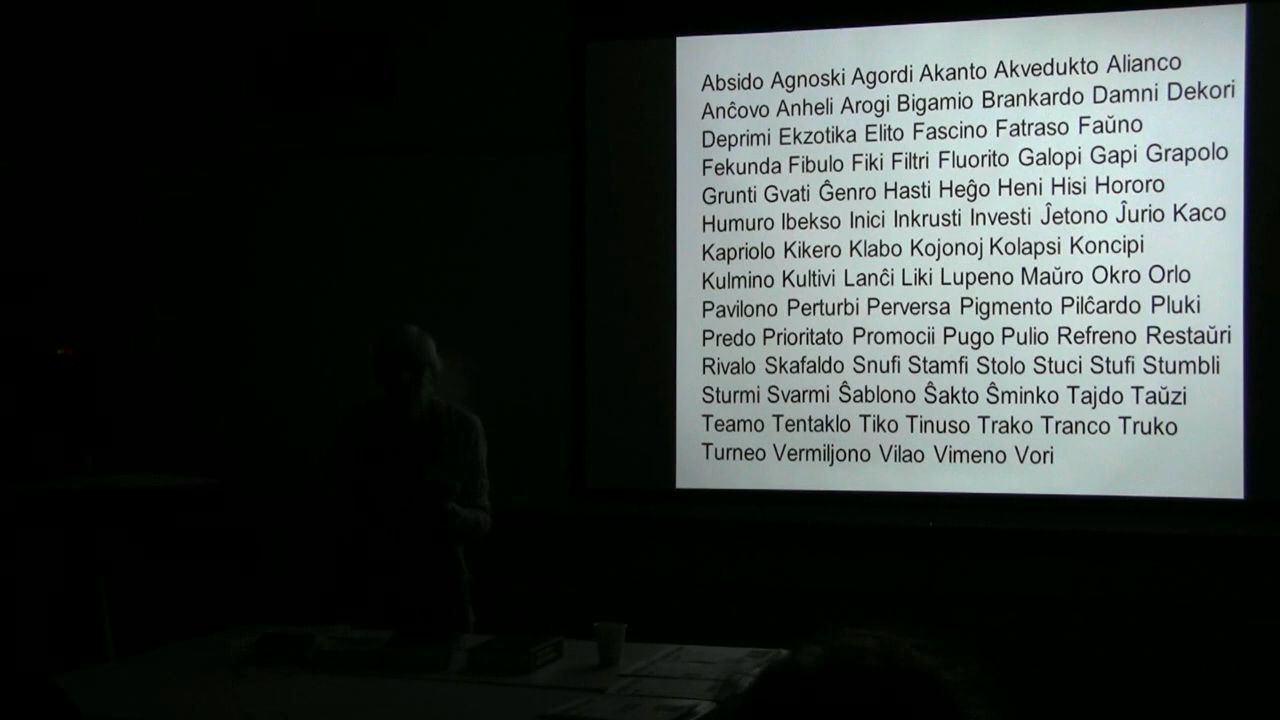 Absido Agnoski Agordi Akanto Akvedukto Alianco
Anĉovo Anheli Arogi Bigamio Brankardo Damni Dekori
Deprimi Ekzotika Elito Fascino Fatraso Faŭno
Fekunda Fibulo Fiki Filtri Fluorito Galopi Gapi Grapolo
Grunti Gvati Ĝenro Hasti Heĝo Heni Hisi Hororo
Humuro Ibekso Inici Inkrusti Investi Ĵetono Ĵurio Kaco
Kapriolo Kikero Klabo Kojonoj Kolapsi Koncipi
Kulmino Kultivi Lanĉi Liki Lupeno Maŭro Okro Orlo
Pavilono Perturbi Perversa Pigmento Pilĉardo Pluki
Predo Prioritato Promocii Pugo Pulio Refreno Restaŭri
Rivalo Skafaldo Snufi Stamfi Stolo Stuci Stufi Stumbli
Sturmi Svarmi Ŝablono Ŝakto Ŝminko Tajdo Taŭzi
Teamo Tentaklo Tiko Tinuso Trako Tranco Truko
Turneo Vermiljono Vilao Vimeno Vori